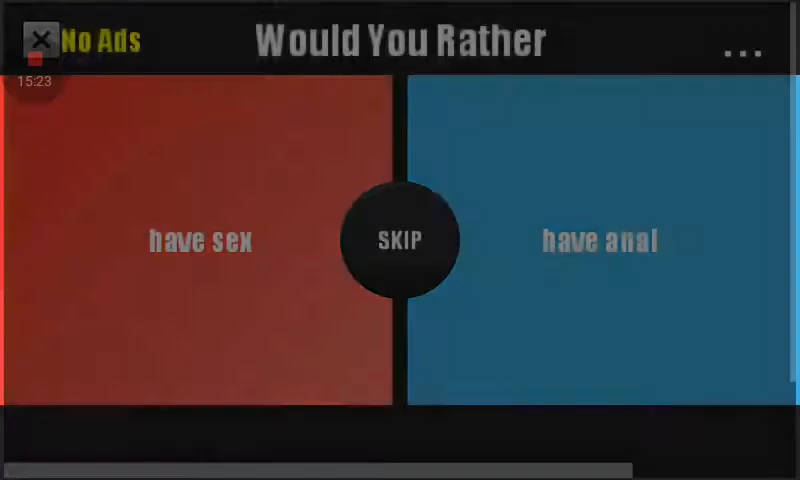 No Ads
Would You Rather
...
15:23
have sex
SKIP
have anal